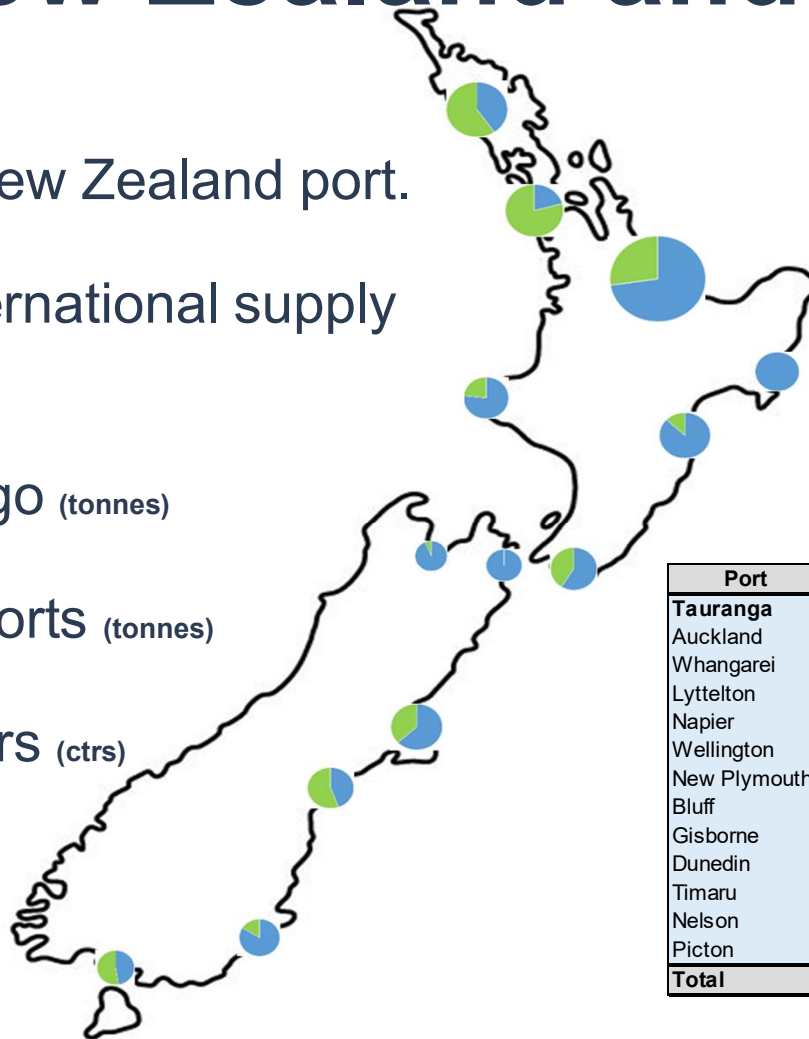 ew Zealand port.
ernational supply
go (tonnes)
orts (tonnes)
rs (ctrs)
Port
Tauranga
Auckland
Whangarei
Lyttelton
Napier
Wellington
New Plymouth
Bluff
Gisborne
Dunedin
Timaru
Nelson
Picton
Total